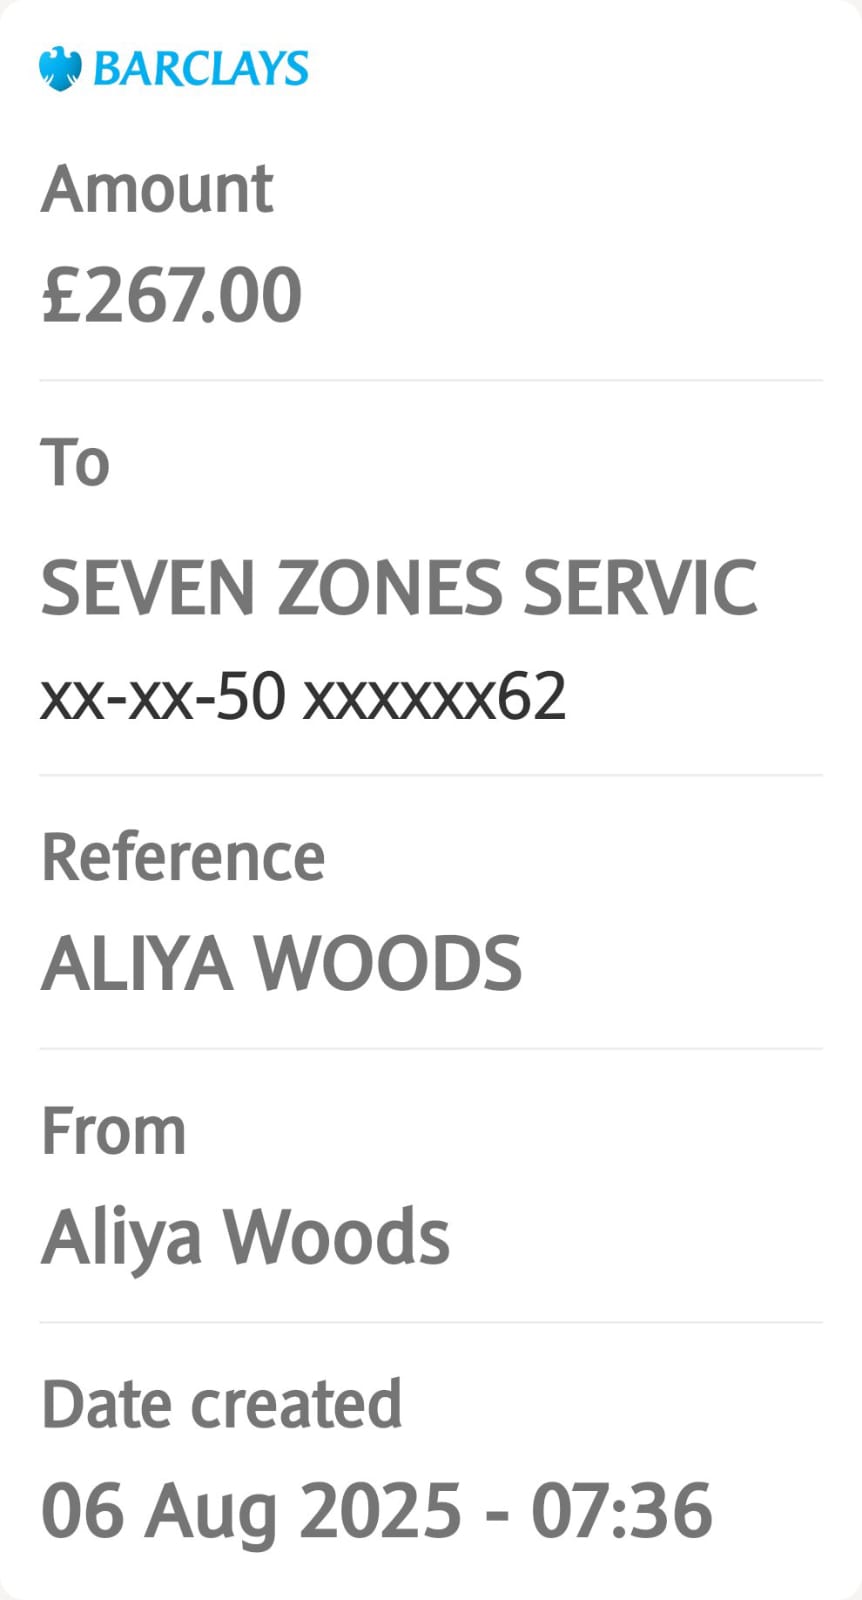 BARCLAYS
Amount
£267.00
To
SEVEN ZONES SERVIC
xx-xx-50 xxxxxx62
Reference
ALIYA WOODS
From
Aliya Woods
Date created
06 Aug 2025 - 07:36